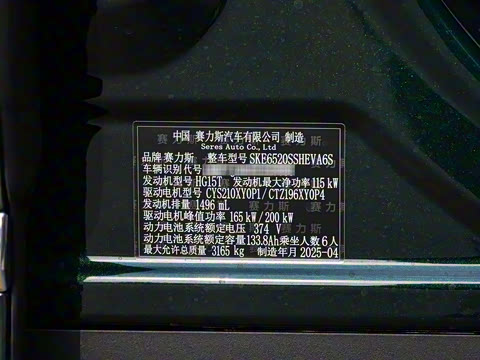 中国 赛力斯汽车有限公司 制造
Seres Auto Co., Ltd
品牌 赛力斯 整车型号 SKE6520SSHEVA6S
车辆识别代号
发动机型号 HG15T 发动机最大净功率 115 kW
驱动电机型号 CYS210XY0P1/CTZ196XY0P4
发动机排量 1496 mL
驱动电机峰值功率 165 kW/200 kW
动力电池系统额定电压 374 V
动力电池系统额定容量133.8Ah乘坐人数 6人
最大允许总质量 3165 kg 制造年月 2025-04